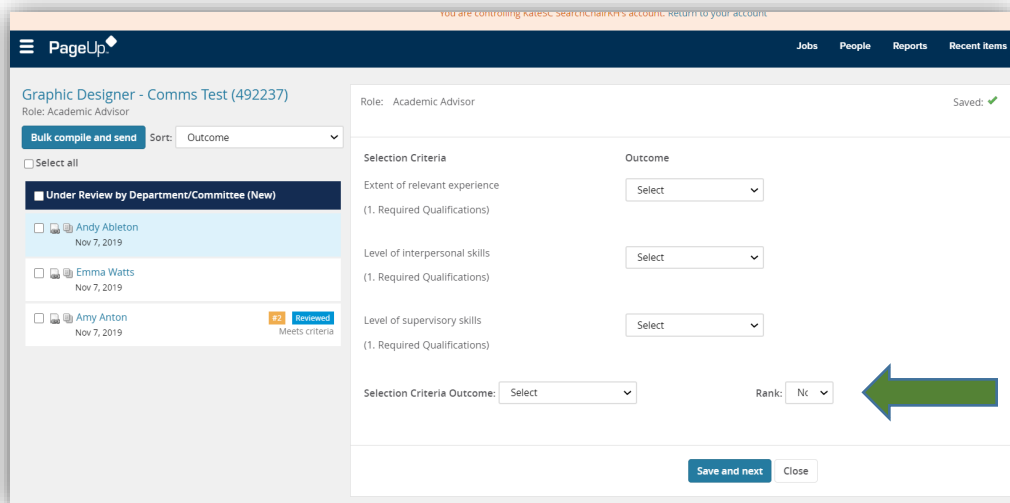 You are controlling KatesC SearchChairKH's account. Return to your account
PageUp.
Jobs People Reports Recent items
Graphic Designer - Comms Test (492237)
Role: Academic Advisor
Bulk compile and send Sort: Outcome
Select all
Under Review by Department/Committee (New)
Andy Ableton
Nov 7, 2019
Emma Watts
Nov 7, 2019
Amy Anton #2 Reviewed
Nov 7, 2019 Meets criteria
Role: Academic Advisor Saved:
Selection Criteria Outcome
Extent of relevant experience Select
(1. Required Qualifications)
Level of interpersonal skills Select
(1. Required Qualifications)
Level of supervisory skills Select
(1. Required Qualifications)
Selection Criteria Outcome: Select Rank: Nc
Save and next Close